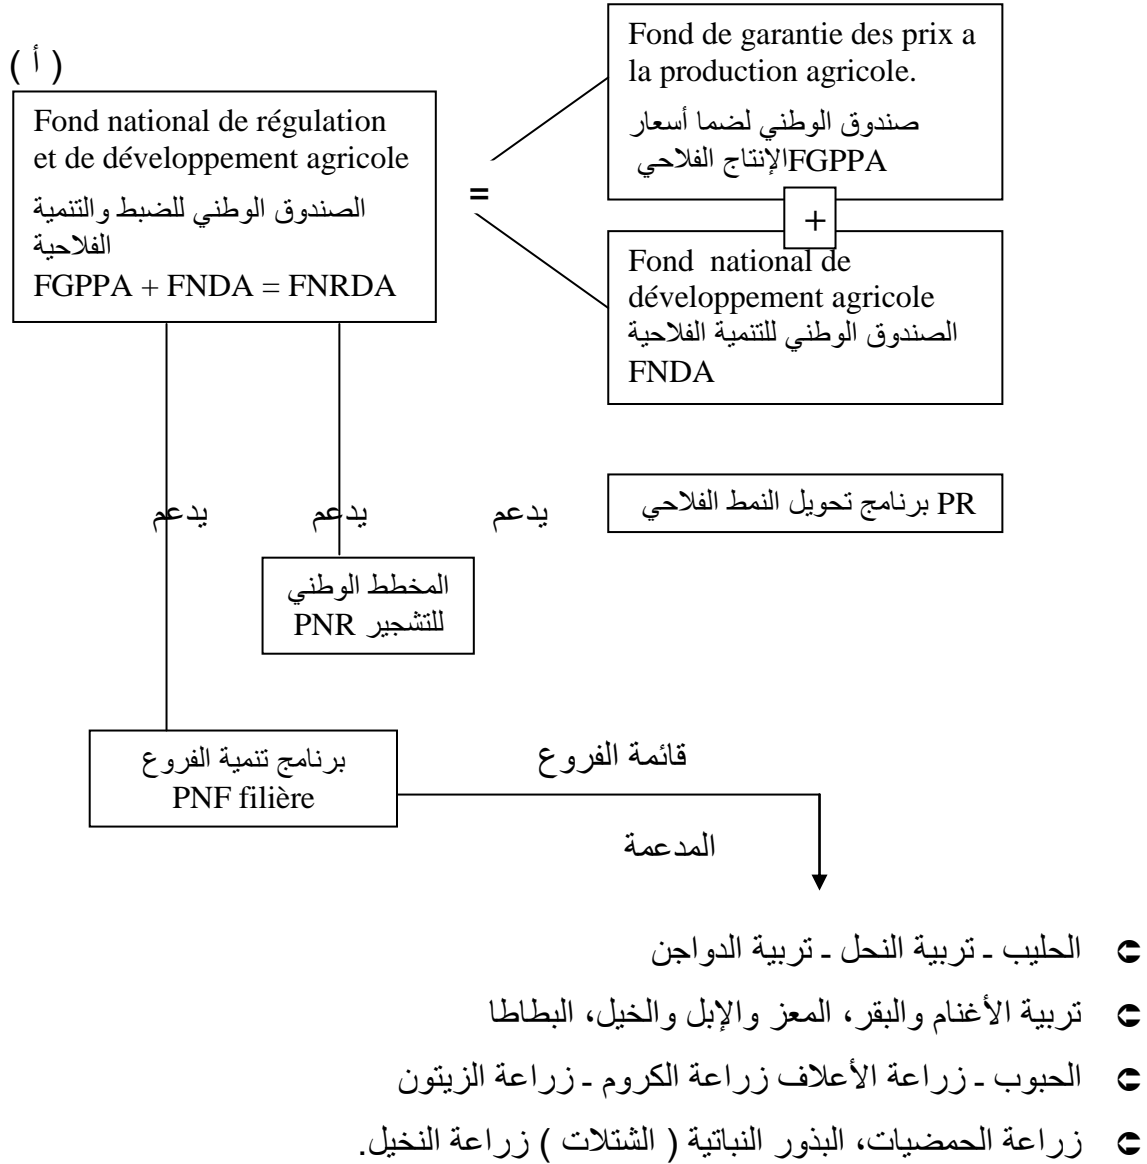 ( أ )
Fond national de régulation
et de développement agricole
الصندوق الوطني للضبط والتنمية
الفلاحية
FGPPA + FNDA = FNRDA
=
Fond de garantie des prix a
la production agricole.
صندوق الوطني لضما أسعار
الإنتاج الفلاحي FGPPA
+
Fond national de
développement agricole
الصندوق الوطني للتنمية الفلاحية
FNDA
PR برنامج تحويل النمط الفلاحي
يدعم
يدعم
يدعم
المخطط الوطني
للتشجير PNR
برنامج تنمية الفروع
PNF filière
قائمة الفروع
المدعمة
الحليب ـ تربية النحل ـ تربية الدواجن
تربية الأغنام والبقر، المعز والإبل والخيل، البطاطا
الحبوب ـ زراعة الأعلاف زراعة الكروم ـ زراعة الزيتون
زراعة الحمضيات، البذور النباتية ( الشتلات ) زراعة النخيل.